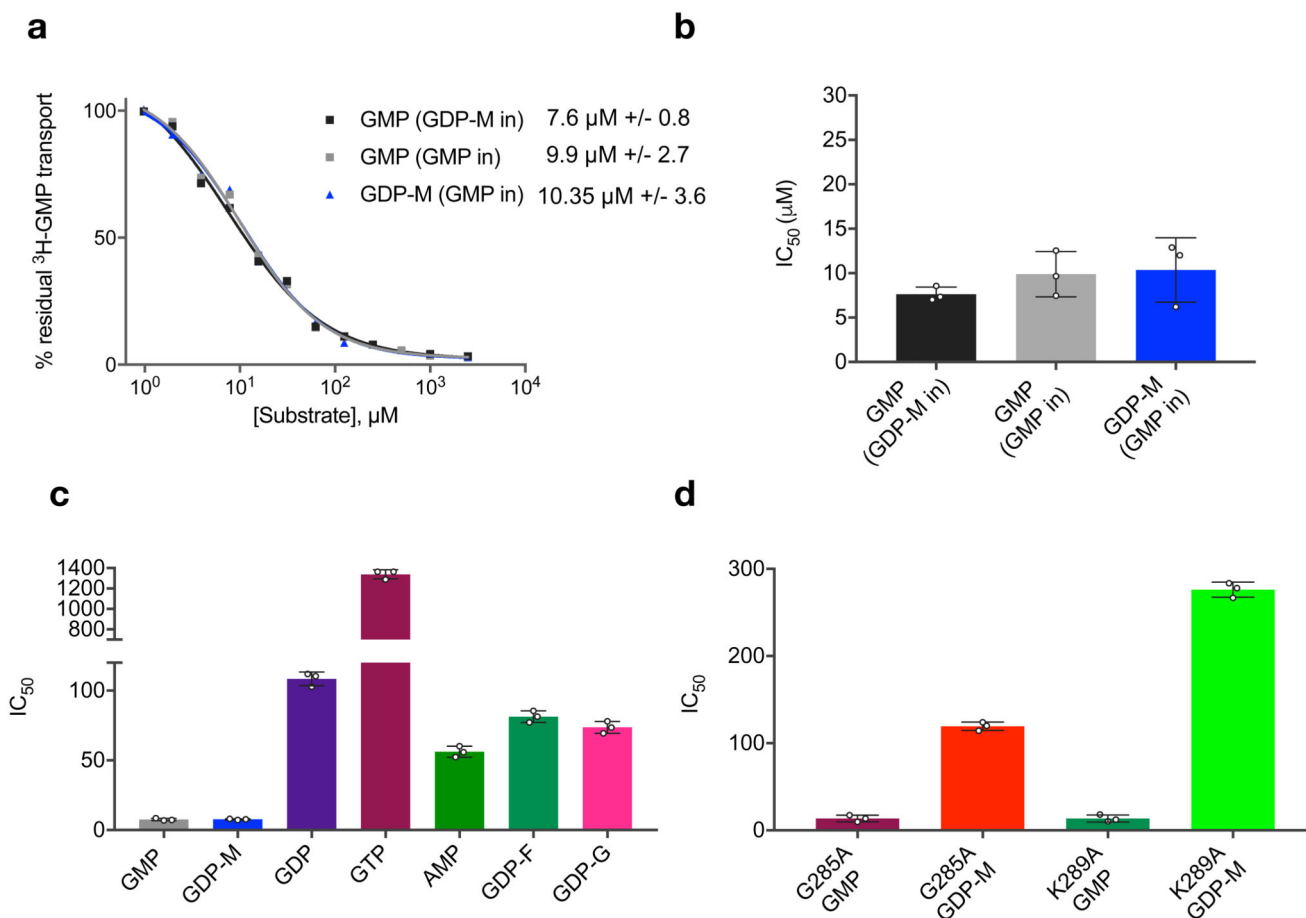 a
% residual ³H-GMP transport
100
50
0
10⁰ 10¹ 10² 10³ 10⁴
[Substrate], µM
GMP (GDP-M in) 7.6 µM +/- 0.8
GMP (GMP in) 9.9 µM +/- 2.7
GDP-M (GMP in) 10.35 µM +/- 3.6
b
IC₅₀ (µM)
30
25
20
15
10
5
0
GMP
(GDP-M in)
GMP
(GMP in)
GDP-M
(GMP in)
c
IC₅₀
1400
1200
1000
800
100
50
0
GMP
GDP-M
GDP
GTP
AMP
GDP-F
GDP-G
d
IC₅₀
300
200
100
0
G285A
GMP
G285A
GDP-M
K289A
GMP
K289A
GDP-M